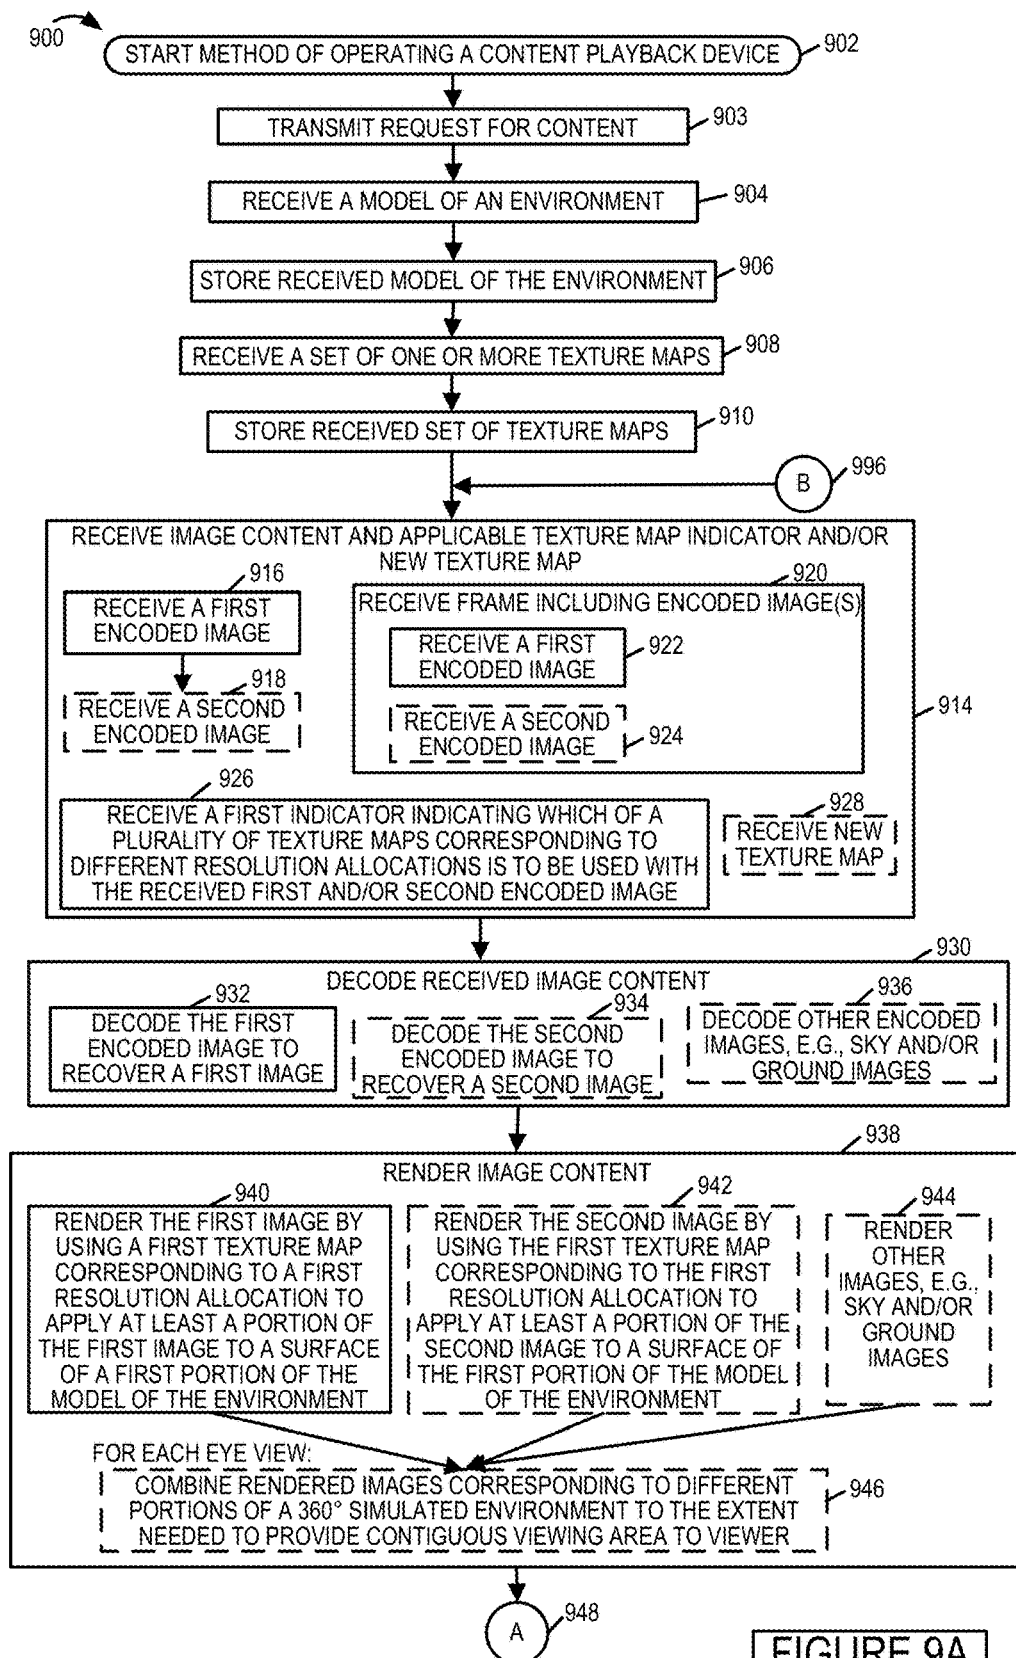 900
START METHOD OF OPERATING A CONTENT PLAYBACK DEVICE
902
TRANSMIT REQUEST FOR CONTENT
903
RECEIVE A MODEL OF AN ENVIRONMENT
904
STORE RECEIVED MODEL OF THE ENVIRONMENT
906
RECEIVE A SET OF ONE OR MORE TEXTURE MAPS
908
STORE RECEIVED SET OF TEXTURE MAPS
910
B
996
RECEIVE IMAGE CONTENT AND APPLICABLE TEXTURE MAP INDICATOR AND/OR
NEW TEXTURE MAP
914
916
RECEIVE A FIRST
ENCODED IMAGE
918
RECEIVE A SECOND
ENCODED IMAGE
920
RECEIVE FRAME INCLUDING ENCODED IMAGE(S)
RECEIVE A FIRST
ENCODED IMAGE
922
RECEIVE A SECOND
ENCODED IMAGE
924
926
RECEIVE A FIRST INDICATOR INDICATING WHICH OF A
PLURALITY OF TEXTURE MAPS CORRESPONDING TO
DIFFERENT RESOLUTION ALLOCATIONS IS TO BE USED WITH
THE RECEIVED FIRST AND/OR SECOND ENCODED IMAGE
928
RECEIVE NEW
TEXTURE MAP
930
DECODE RECEIVED IMAGE CONTENT
932
DECODE THE FIRST
ENCODED IMAGE TO
RECOVER A FIRST IMAGE
934
DECODE THE SECOND
ENCODED IMAGE TO
RECOVER A SECOND IMAGE
936
DECODE OTHER ENCODED
IMAGES, E.G., SKY AND/OR
GROUND IMAGES
938
RENDER IMAGE CONTENT
940
RENDER THE FIRST IMAGE BY
USING A FIRST TEXTURE MAP
CORRESPONDING TO A FIRST
RESOLUTION ALLOCATION TO
APPLY AT LEAST A PORTION OF
THE FIRST IMAGE TO A SURFACE
OF A FIRST PORTION OF THE
MODEL OF THE ENVIRONMENT
942
RENDER THE SECOND IMAGE BY
USING THE FIRST TEXTURE MAP
CORRESPONDING TO THE FIRST
RESOLUTION ALLOCATION TO
APPLY AT LEAST A PORTION OF THE
SECOND IMAGE TO A SURFACE OF
THE FIRST PORTION OF THE MODEL
OF THE ENVIRONMENT
944
RENDER
OTHER
IMAGES, E.G.,
SKY AND/OR
GROUND
IMAGES
FOR EACH EYE VIEW:
COMBINE RENDERED IMAGES CORRESPONDING TO DIFFERENT
PORTIONS OF A 360° SIMULATED ENVIRONMENT TO THE EXTENT
NEEDED TO PROVIDE CONTIGUOUS VIEWING AREA TO VIEWER
946
A
948
FIGURE 9A